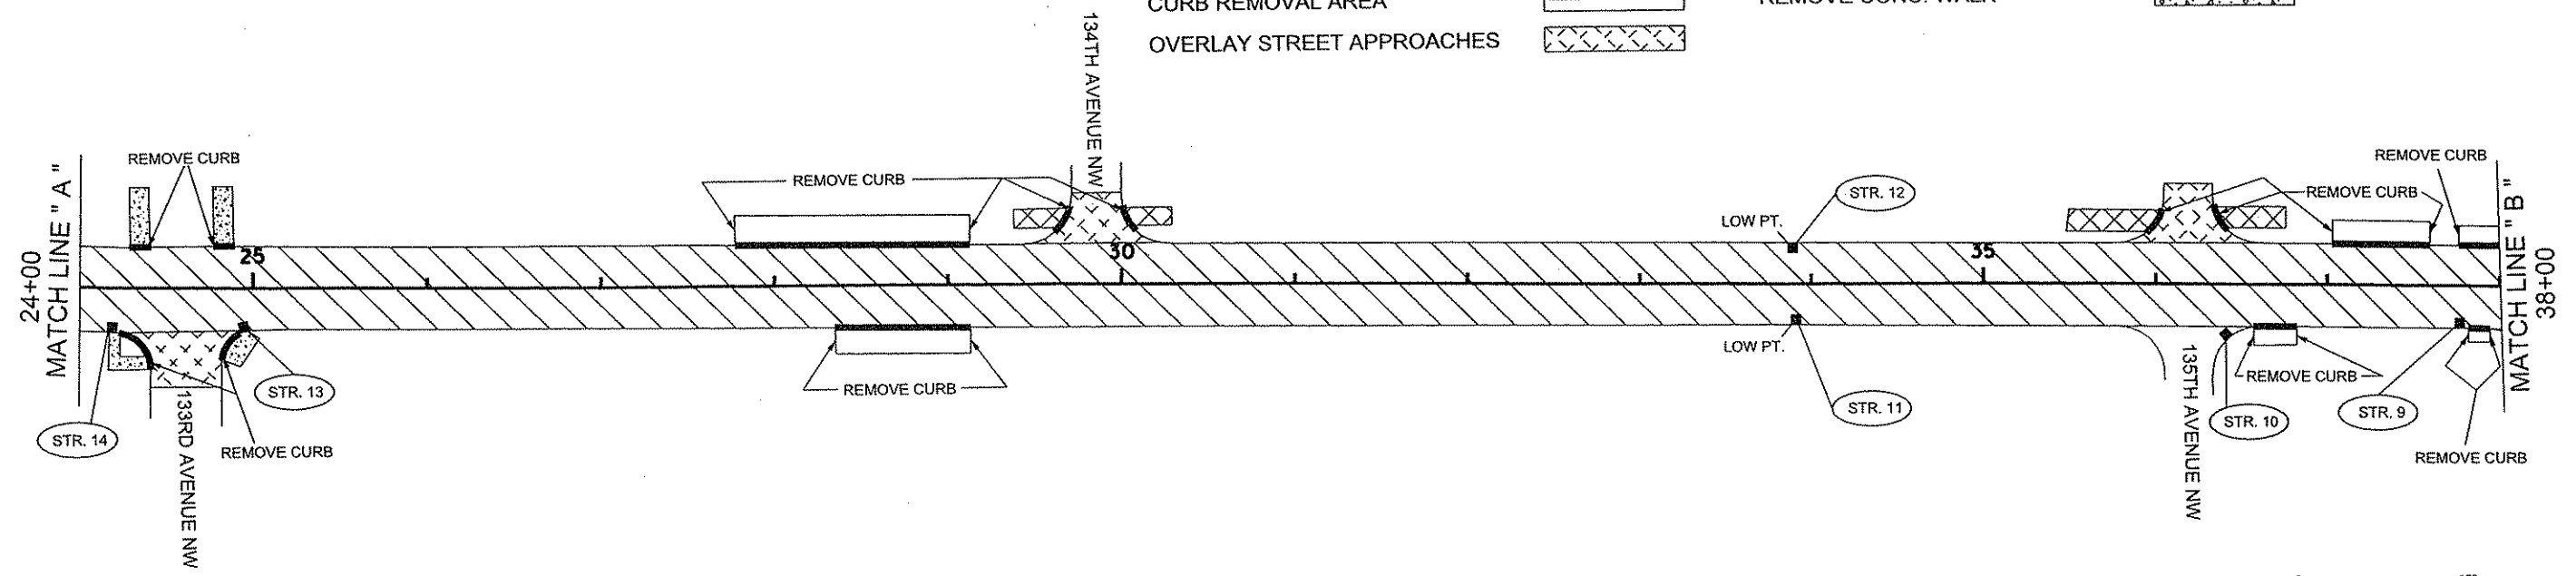 CURB REMOVAL AREA
REMOVE CONC. WALK
OVERLAY STREET APPROACHES
134TH AVENUE NW
24+00
MATCH LINE " A "
REMOVE CURB
REMOVE CURB
LOW PT.
STR. 12
REMOVE CURB
REMOVE CURB
MATCH LINE " B "
38+00
25
30
35
STR. 14
133RD AVENUE NW
STR. 13
REMOVE CURB
REMOVE CURB
LOW PT.
STR. 11
135TH AVENUE NW
REMOVE CURB
STR. 10
STR. 9
REMOVE CURB